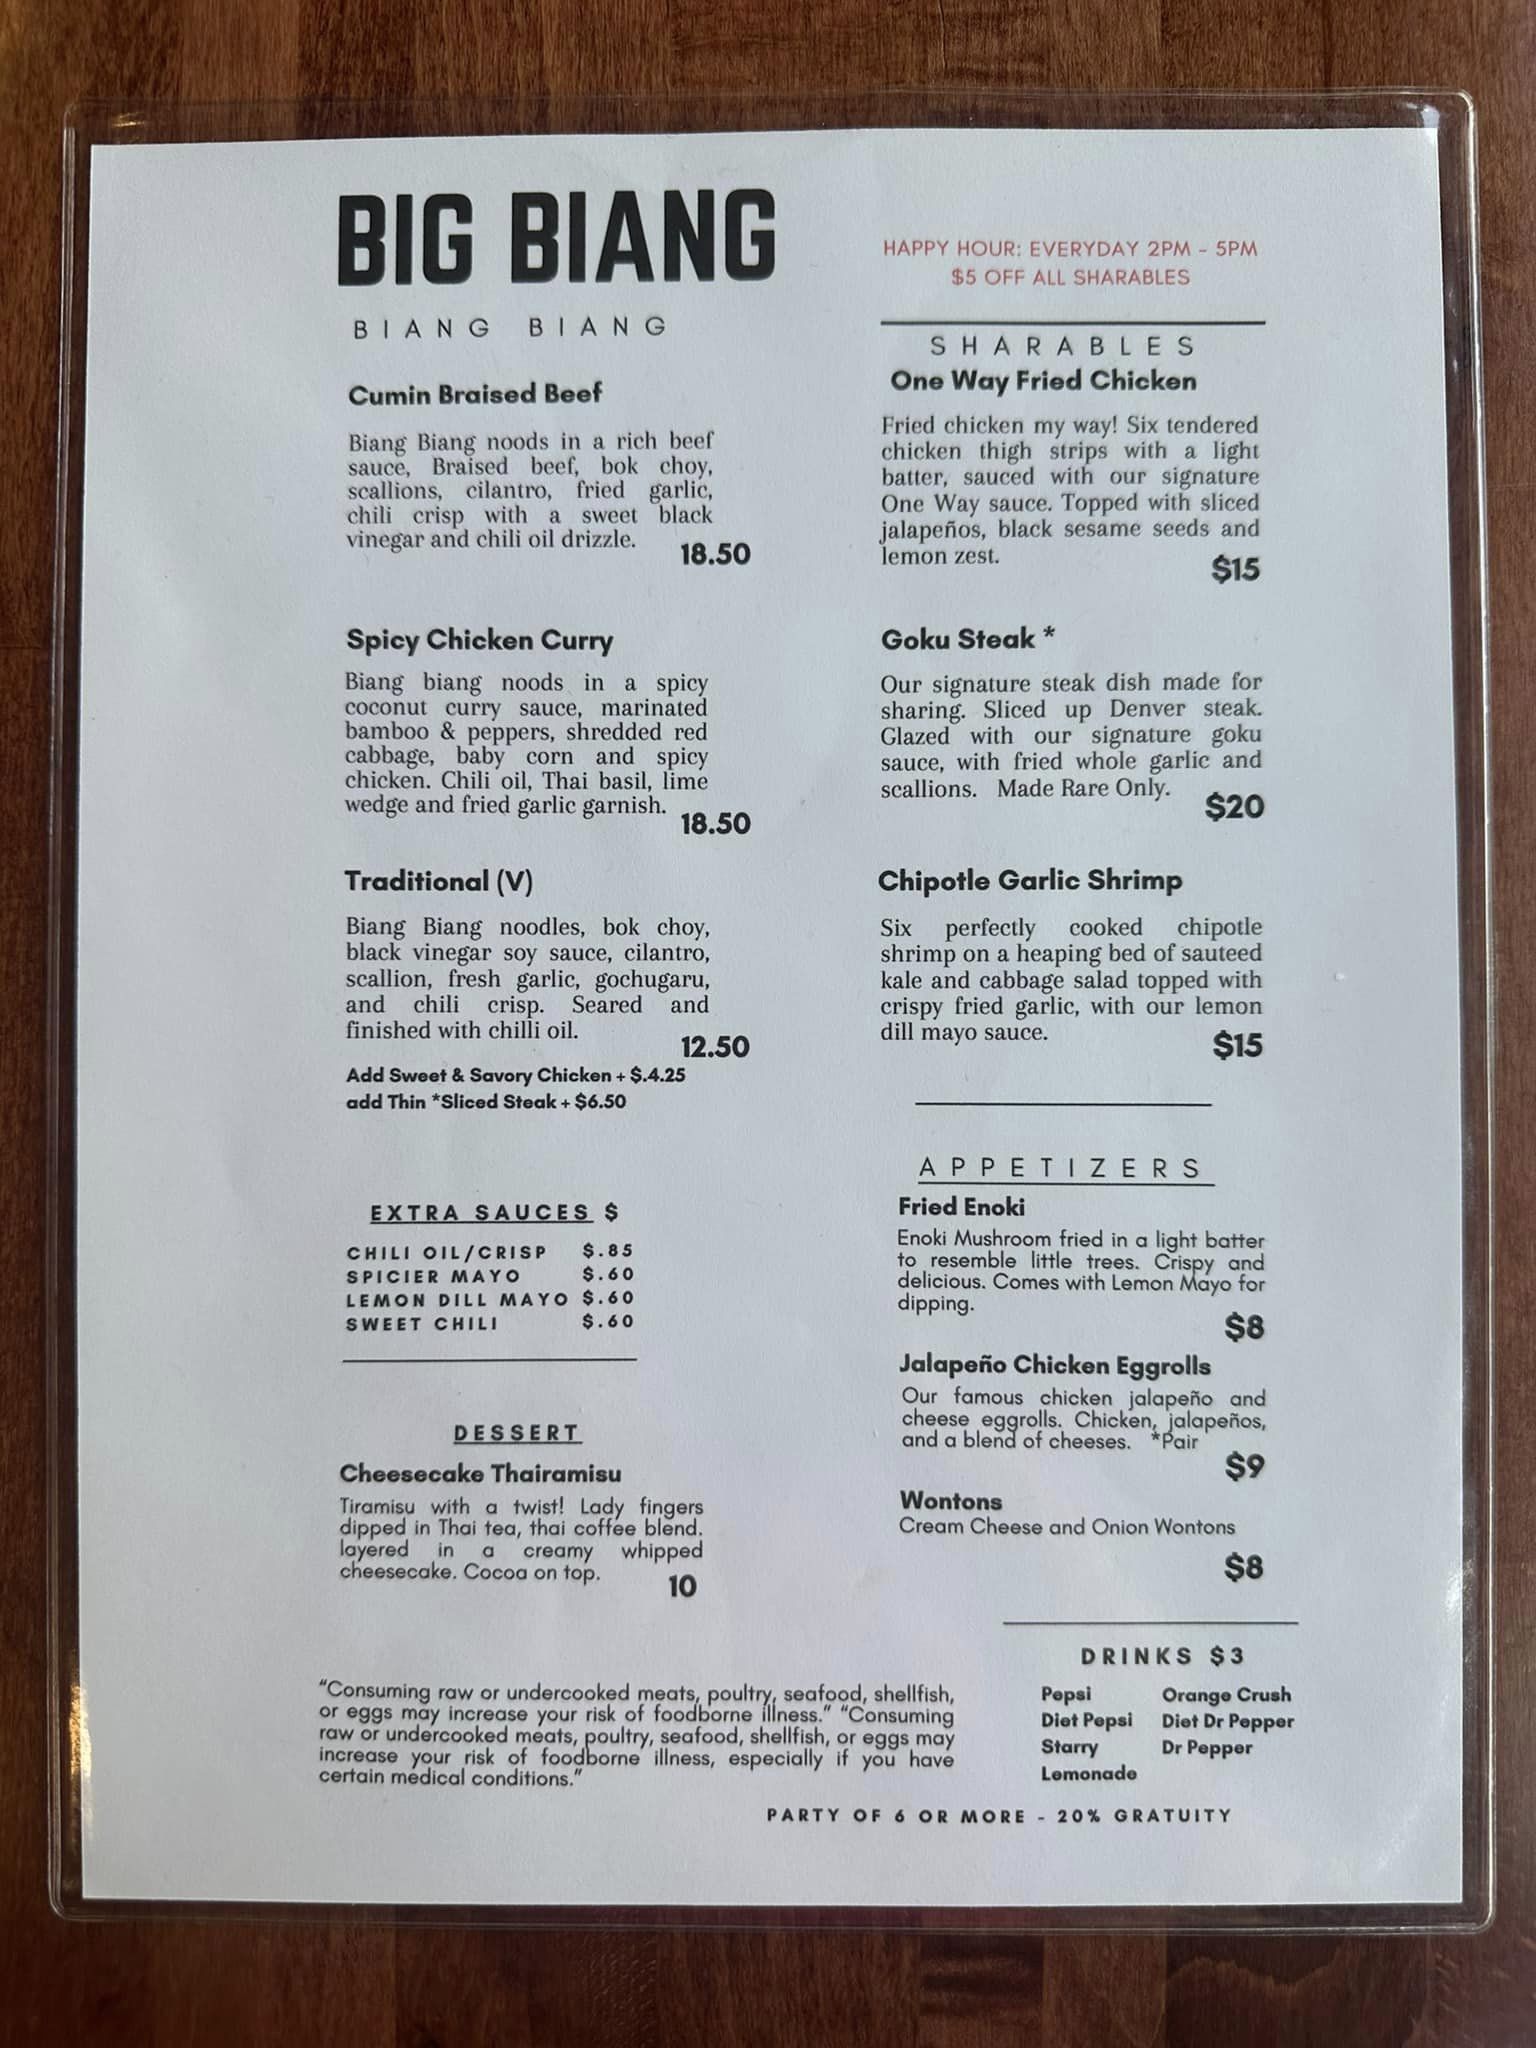 BIG BIANG
BIANG BIANG
Cumin Braised Beef
Biang Biang noods in a rich beef
sauce, Braised beef, bok choy,
scallions, cilantro, fried garlic,
chili crisp with a sweet black
vinegar and chili oil drizzle.
18.50
Spicy Chicken Curry
Biang biang noods in a spicy
coconut curry sauce, marinated
bamboo & peppers, shredded red
cabbage, baby corn and spicy
chicken. Chili oil, Thai basil, lime
wedge and fried garlic garnish.
18.50
Traditional (V)
Biang Biang noodles, bok choy,
black vinegar soy sauce, cilantro,
scallion, fresh garlic, gochugaru,
and chili crisp. Seared and
finished with chilli oil.
12.50
Add Sweet & Savory Chicken + $.4.25
add Thin *Sliced Steak + $6.50
EXTRA SAUCES $
CHILI OIL/CRISP $.85
SPICIER MAYO $.60
LEMON DILL MAYO $.60
SWEET CHILI $.60
DESSERT
Cheesecake Thairamisu
Tiramisu with a twist! Lady fingers
dipped in Thai tea, thai coffee blend.
layered in a creamy whipped
cheesecake. Cocoa on top.
10
HAPPY HOUR: EVERYDAY 2PM - 5PM
$5 OFF ALL SHARABLES
SHARABLES
One Way Fried Chicken
Fried chicken my way! Six tendered
chicken thigh strips with a light
batter, sauced with our signature
One Way sauce. Topped with sliced
jalapeños, black sesame seeds and
lemon zest.
$15
Goku Steak *
Our signature steak dish made for
sharing. Sliced up Denver steak.
Glazed with our signature goku
sauce, with fried whole garlic and
scallions. Made Rare Only.
$20
Chipotle Garlic Shrimp
Six perfectly cooked chipotle
shrimp on a heaping bed of sauteed
kale and cabbage salad topped with
crispy fried garlic, with our lemon
dill mayo sauce.
$15
APPETIZERS
Fried Enoki
Enoki Mushroom fried in a light batter
to resemble little trees. Crispy and
delicious. Comes with Lemon Mayo for
dipping.
$8
Jalapeño Chicken Eggrolls
Our famous chicken jalapeño and
cheese eggrolls. Chicken, jalapeños,
and a blend of cheeses. *Pair
$9
Wontons
Cream Cheese and Onion Wontons
$8
DRINKS $3
Pepsi Orange Crush
Diet Pepsi Diet Dr Pepper
Starry Dr Pepper
Lemonade
"Consuming raw or undercooked meats, poultry, seafood, shellfish,
or eggs may increase your risk of foodborne illness." "Consuming
raw or undercooked meats, poultry, seafood, shellfish, or eggs may
increase your risk of foodborne illness, especially if you have
certain medical conditions."
PARTY OF 6 OR MORE - 20% GRATUITY